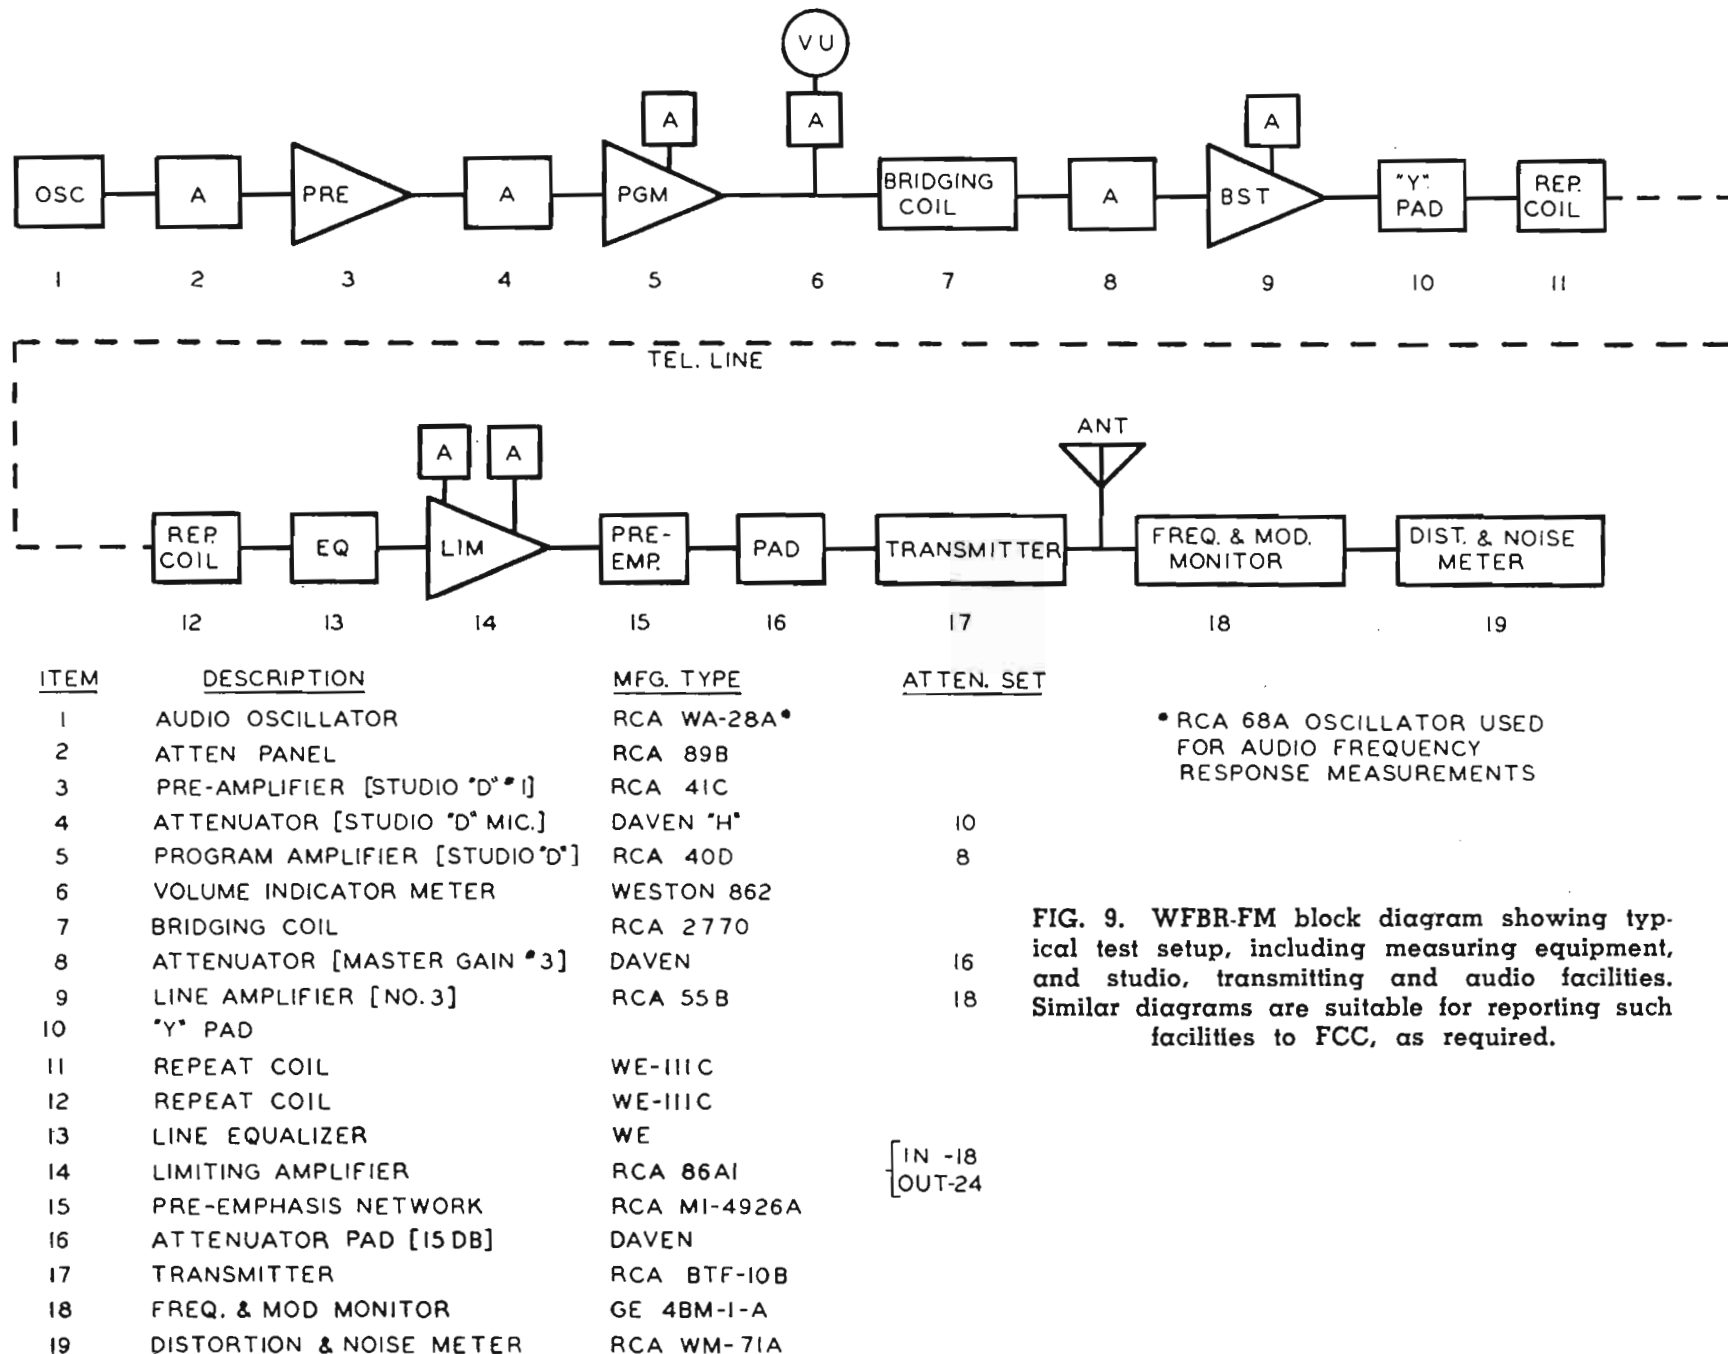 VU
A A A
OSC A PRE A PGM BRIDGING COIL A BST "Y" PAD REP. COIL
1 2 3 4 5 6 7 8 9 10 11
TEL. LINE
A A ANT
REP. COIL EQ LIM PRE-EMP. PAD TRANSMITTER FREQ. & MOD. MONITOR DIST. & NOISE METER
12 13 14 15 16 17 18 19
ITEM DESCRIPTION MFG. TYPE ATTEN. SET
1 AUDIO OSCILLATOR RCA WA-28A*
2 ATTEN PANEL RCA 89B
3 PRE-AMPLIFIER [STUDIO "D" #1] RCA 41C
4 ATTENUATOR [STUDIO "D" MIC.] DAVEN "H" 10
5 PROGRAM AMPLIFIER [STUDIO "D"] RCA 40D 8
6 VOLUME INDICATOR METER WESTON 862
7 BRIDGING COIL RCA 2770
8 ATTENUATOR [MASTER GAIN #3] DAVEN 16
9 LINE AMPLIFIER [NO. 3] RCA 55B 18
10 "Y" PAD
11 REPEAT COIL WE-111C
12 REPEAT COIL WE-111C
13 LINE EQUALIZER WE
14 LIMITING AMPLIFIER RCA 86A1 [IN -18
OUT-24
15 PRE-EMPHASIS NETWORK RCA MI-4926A
16 ATTENUATOR PAD [15 DB] DAVEN
17 TRANSMITTER RCA BTF-10B
18 FREQ. & MOD MONITOR GE 4BM-1-A
19 DISTORTION & NOISE METER RCA WM-71A
* RCA 68A OSCILLATOR USED
FOR AUDIO FREQUENCY
RESPONSE MEASUREMENTS
FIG. 9. WFBR-FM block diagram showing typ-
ical test setup, including measuring equipment,
and studio, transmitting and audio facilities.
Similar diagrams are suitable for reporting such
facilities to FCC, as required.